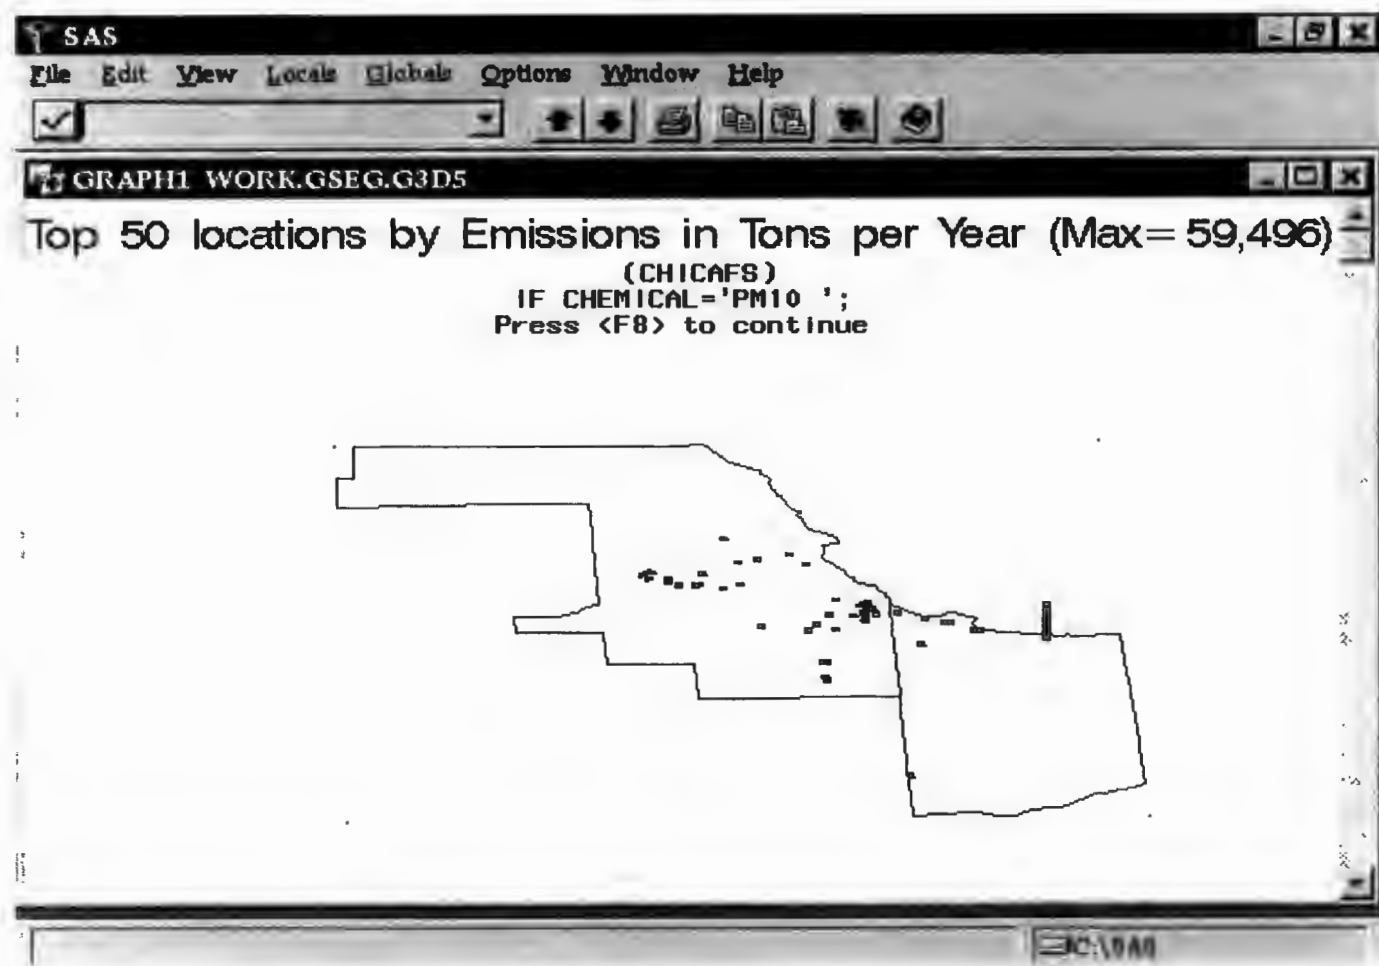 SAS
File Edit View Locals Globals Options Window Help
GRAPH1 WORK.GSEG.G3D5
Top 50 locations by Emissions in Tons per Year (Max=59,496)
(CHICAFS)
IF CHEMICAL='PM10 ';
Press <F8> to continue
C:\SAS